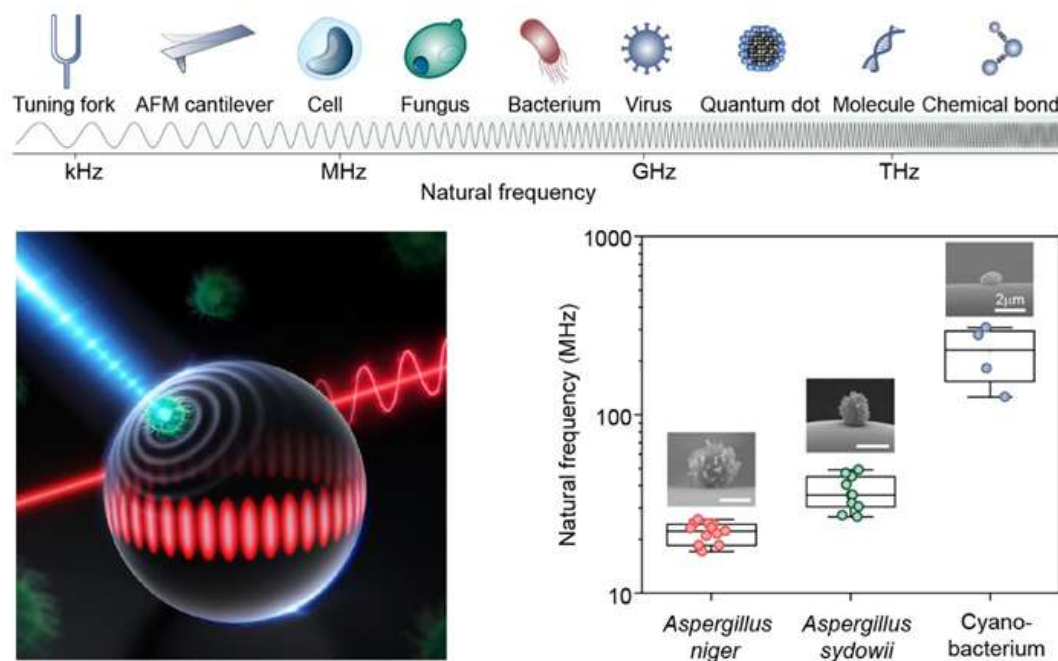 Tuning fork AFM cantilever Cell Fungus Bacterium Virus Quantum dot Molecule Chemical bond
kHz MHz GHz THz
Natural frequency
1000
100
10
Natural frequency (MHz)
2μm
Aspergillus niger
Aspergillus sydowii
Cyano-
bacterium